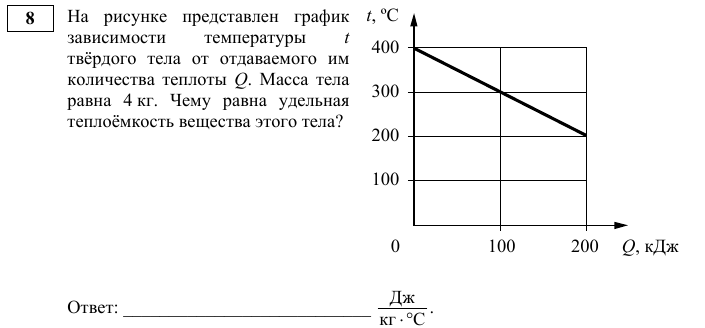 8
На рисунке представлен график
зависимости температуры t
твёрдого тела от отдаваемого им
количества теплоты Q. Масса тела
равна 4 кг. Чему равна удельная
теплоёмкость вещества этого тела?
t, °C
400
300
200
100
0 100 200 Q, кДж
Ответ: ____________________________ Дж
кг · °C .